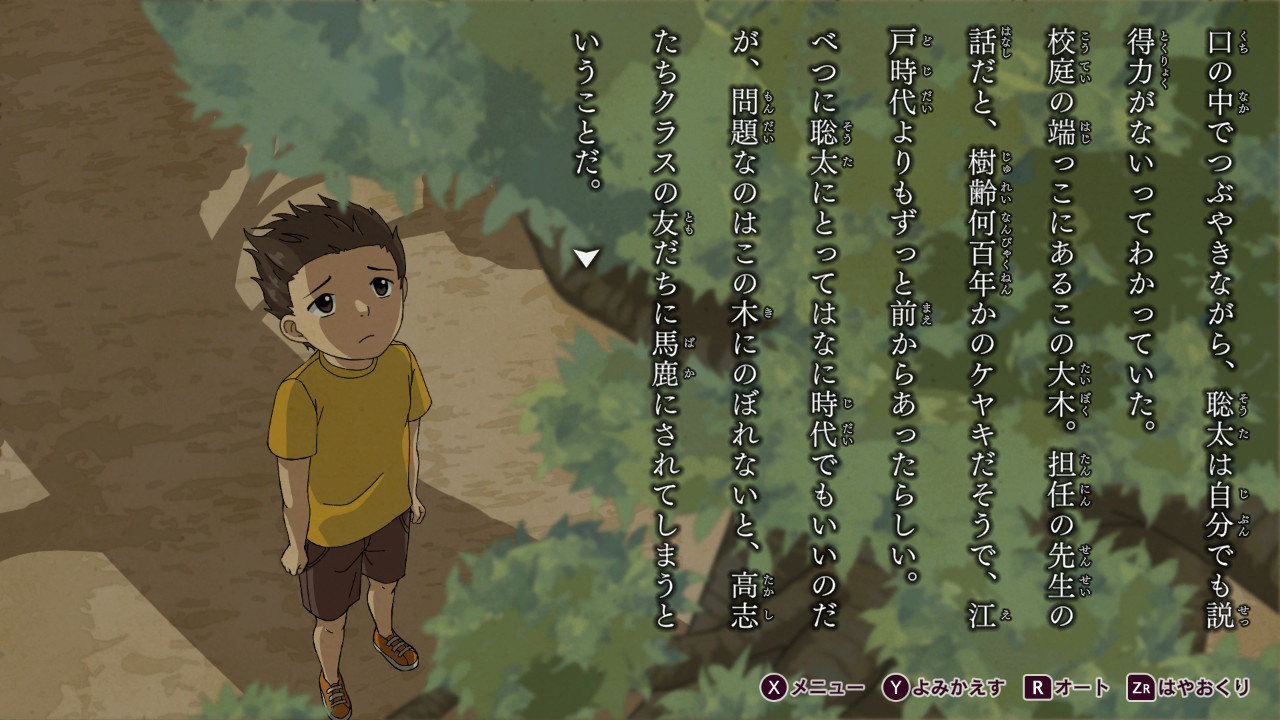 口の中でつぶやきながら、聡太は自分でも説
得力がないってわかっていた。
校庭の端っこにあるこの大木。担任の先生の
話だと、樹齢何百年かのケヤキだそうで、江
戸時代よりもずっと前からあったらしい。
べつに聡太にとってはなに時代でもいいのだ
が、問題なのはこの木にのぼれないと、高志
たちクラスの友だちに馬鹿にされてしまうと
いうことだ。
X メニュー Y よみかえす R オート ZR はやおくり